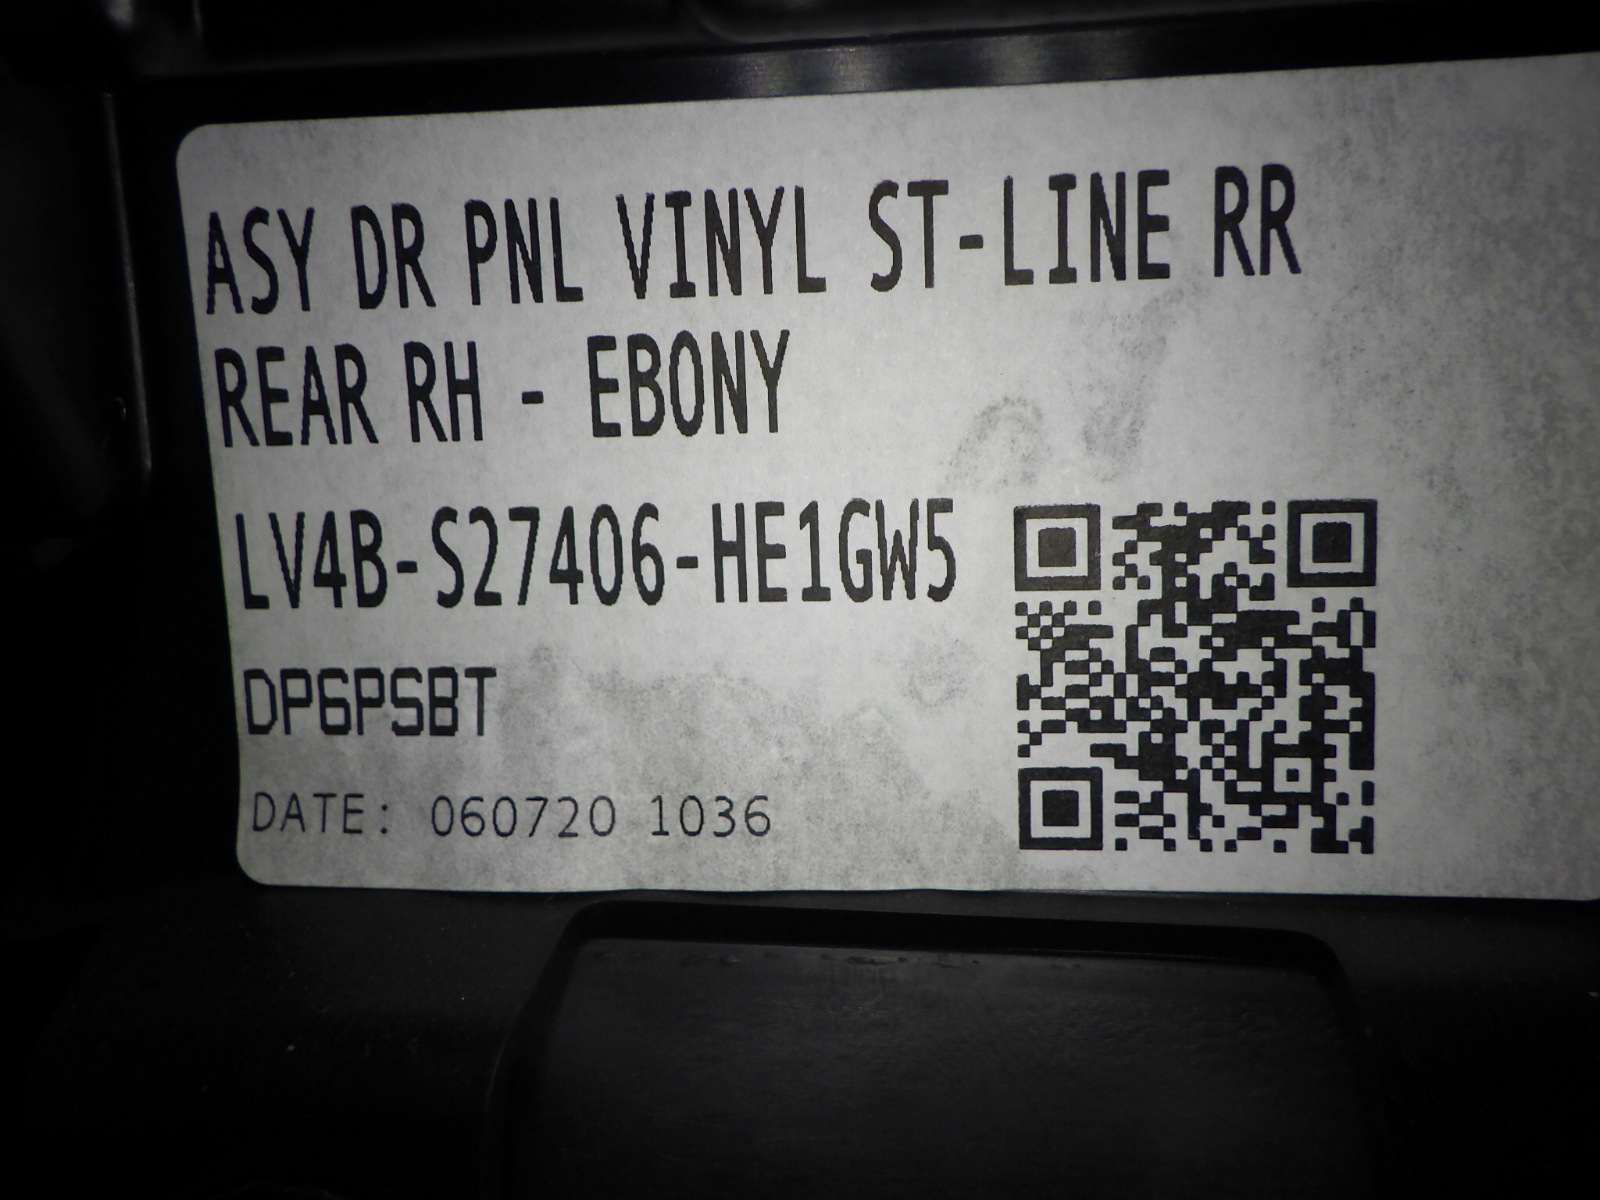 ASY DR PNL VINYL ST-LINE RR
REAR RH - EBONY
LV4B-S27406-HE1GW5
DP6PSBT
DATE: 060720 1036